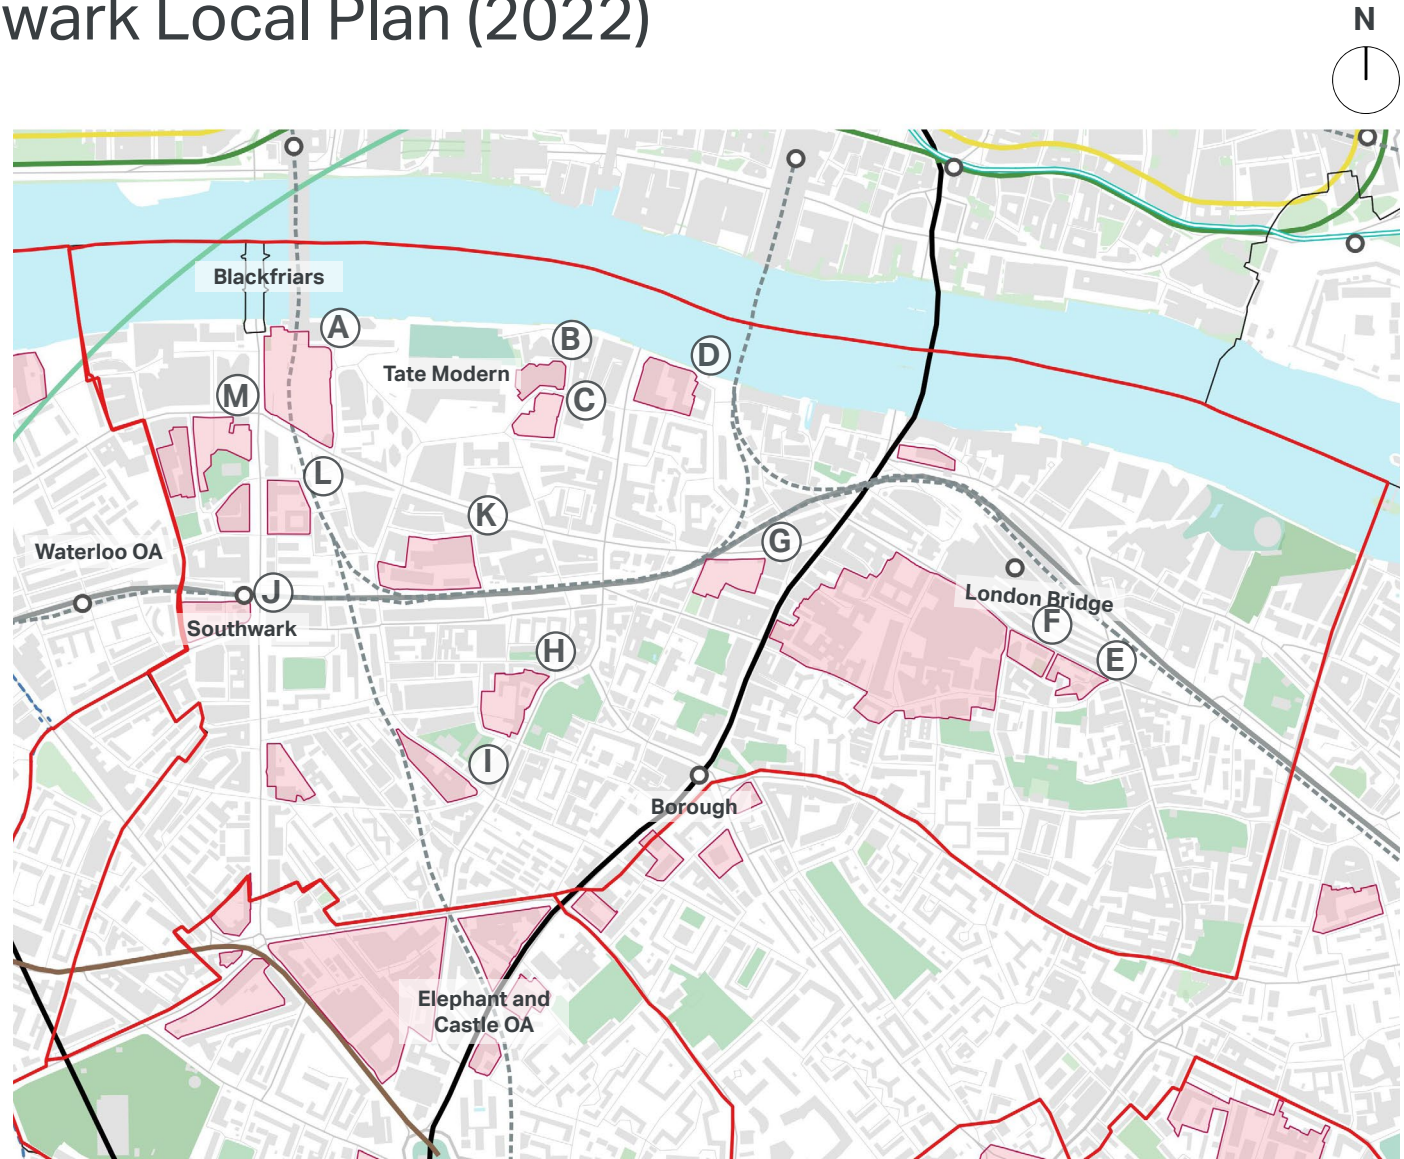 wark Local Plan (2022)
N
Blackfriars
A
B
Tate Modern
D
M
C
L
K
Waterloo OA
G
J
London Bridge
Southwark
F
H
E
I
Borough
Elephant and
Castle OA